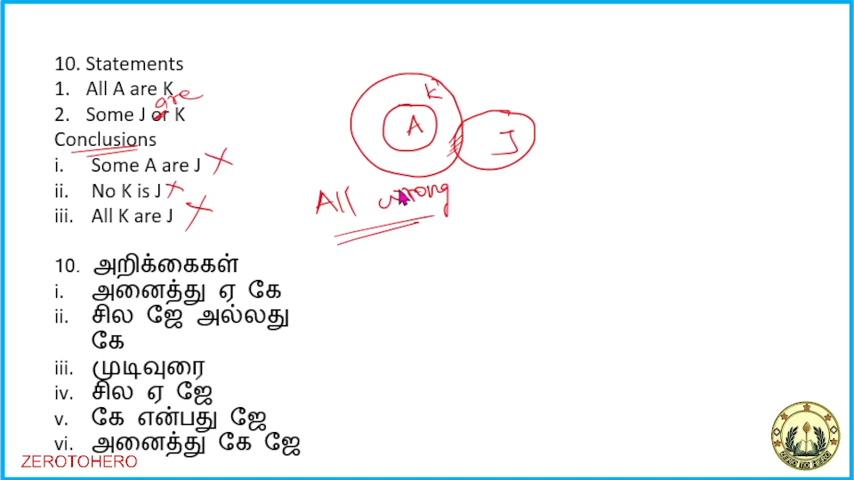 10. Statements
1. All A are K
2. Some J or K
are
Conclusions
i. Some A are J
ii. No K is J
iii. All K are J
K
A
J
All wrong
10. அறிக்கைகள்
i. அனைத்து ஏ கே
ii. சில ஜே அல்லது
கே
iii. முடிவுரை
iv. சில ஏ ஜே
v. கே என்பது ஜே
vi. அனைத்து கே ஜே
ZEROTOHERO